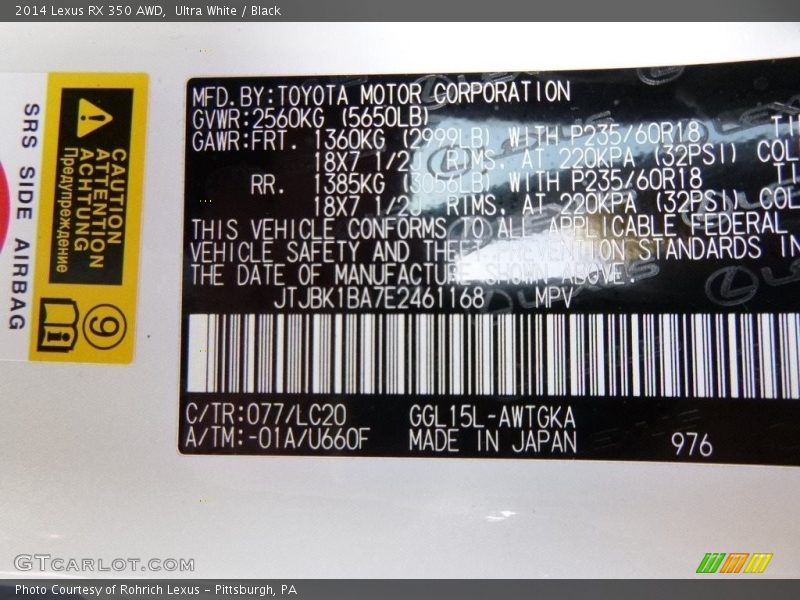 2014 Lexus RX 350 AWD,  Ultra White / Black
SRS SIDE AIRBAG
CAUTION
ATTENTION
ACHTUNG
Предупреждение
MFD.BY:TOYOTA MOTOR CORPORATION
GVWR:2560KG (5650LB)
GAWR:FRT. 1360KG (2999LB) WITH P235/60R18
18X7 1/2J RIMS, AT 220KPA (32PSI) COL
RR. 1385KG (3056LB) WITH P235/60R18
18X7 1/2J RIMS, AT 220KPA (32PSI) COL
THIS VEHICLE CONFORMS TO ALL APPLICABLE FEDERAL
VEHICLE SAFETY AND THEFT PREVENTION STANDARDS IN
THE DATE OF MANUFACTURE SHOWN ABOVE.
JTJBK1BA7E2461168 MPV
C/TR:077/LC20 GGL15L-AWTGKA
A/TM:-01A/U660F MADE IN JAPAN 976
GTCARLOT.COM
Photo Courtesy of Rohrich Lexus – Pittsburgh, PA